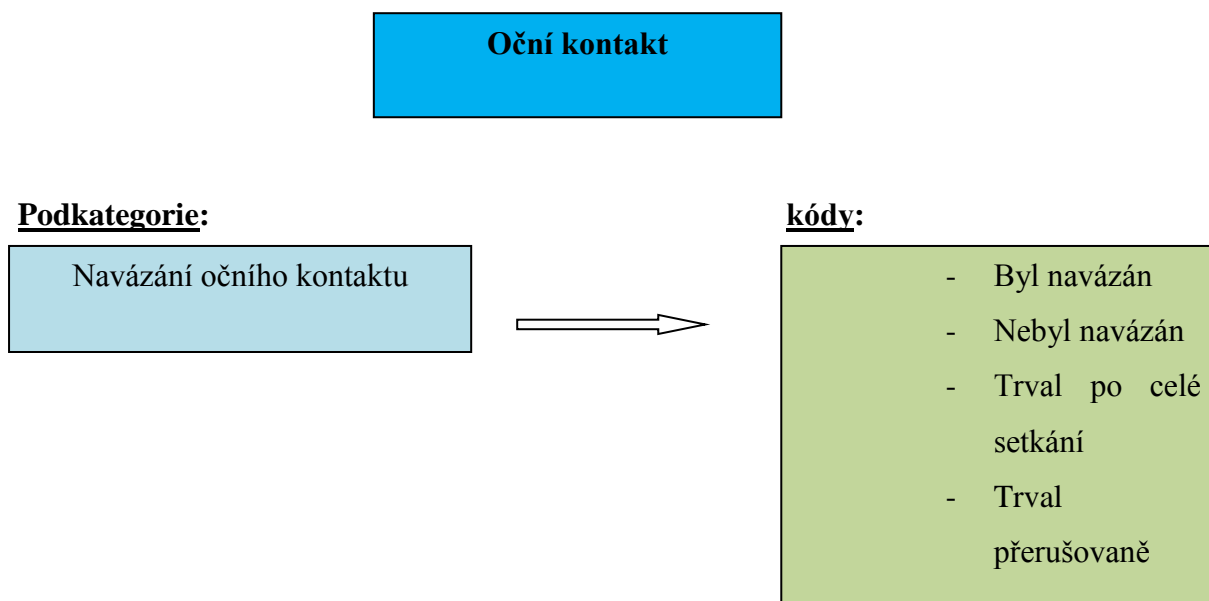 Oční kontakt
Podkategorie:
Navázání očního kontaktu
kódy:
- Byl navázán
- Nebyl navázán
- Trval po celé
setkání
- Trval
přerušovaně